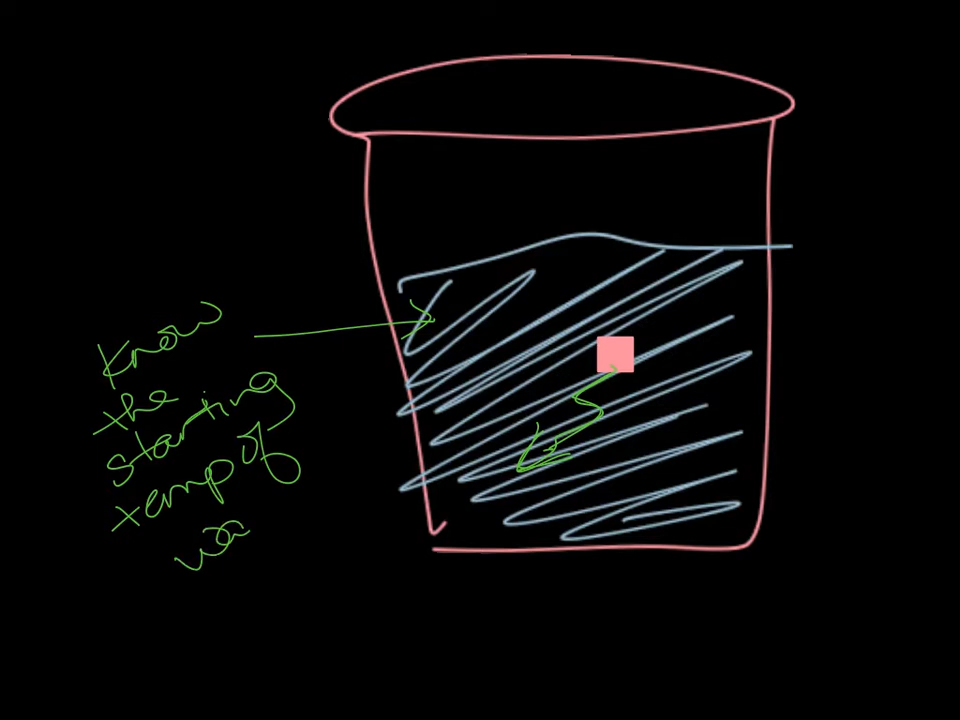 know
the
starting
temp of
wa